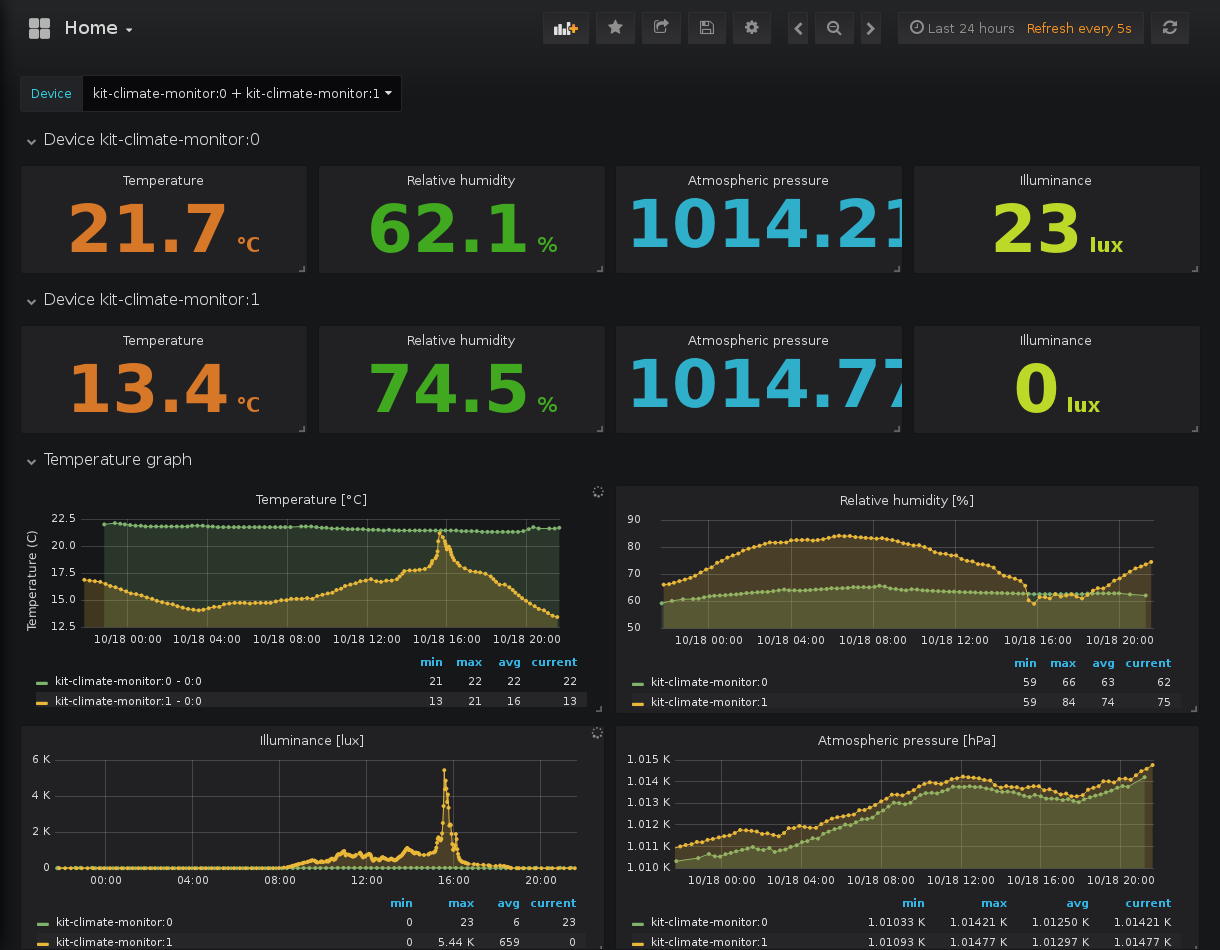 Home
Last 24 hours Refresh every 5s
Device kit-climate-monitor:0 + kit-climate-monitor:1
Device kit-climate-monitor:0
Temperature Relative humidity Atmospheric pressure Illuminance
21.7 °C 62.1 % 1014.21 23 lux
Device kit-climate-monitor:1
Temperature Relative humidity Atmospheric pressure Illuminance
13.4 °C 74.5 % 1014.77 0 lux
Temperature graph
Temperature [°C]
Temperature (C)
22.5
20.0
17.5
15.0
12.5
10/18 00:00 10/18 04:00 10/18 08:00 10/18 12:00 10/18 16:00 10/18 20:00
min max avg current
kit-climate-monitor:0 - 0:0 21 22 22 22
kit-climate-monitor:1 - 0:0 13 21 16 13
Relative humidity [%]
90
80
70
60
50
10/18 00:00 10/18 04:00 10/18 08:00 10/18 12:00 10/18 16:00 10/18 20:00
min max avg current
kit-climate-monitor:0 59 66 63 62
kit-climate-monitor:1 59 84 74 75
Illuminance [lux]
6 K
4 K
2 K
0
00:00 04:00 08:00 12:00 16:00 20:00
min max avg current
kit-climate-monitor:0 0 23 6 23
kit-climate-monitor:1 0 5.44 K 659 0
Atmospheric pressure [hPa]
1.015 K
1.014 K
1.013 K
1.012 K
1.011 K
1.010 K
10/18 00:00 10/18 04:00 10/18 08:00 10/18 12:00 10/18 16:00 10/18 20:00
min max avg current
kit-climate-monitor:0 1.01033 K 1.01421 K 1.01250 K 1.01421 K
kit-climate-monitor:1 1.01093 K 1.01477 K 1.01297 K 1.01477 K